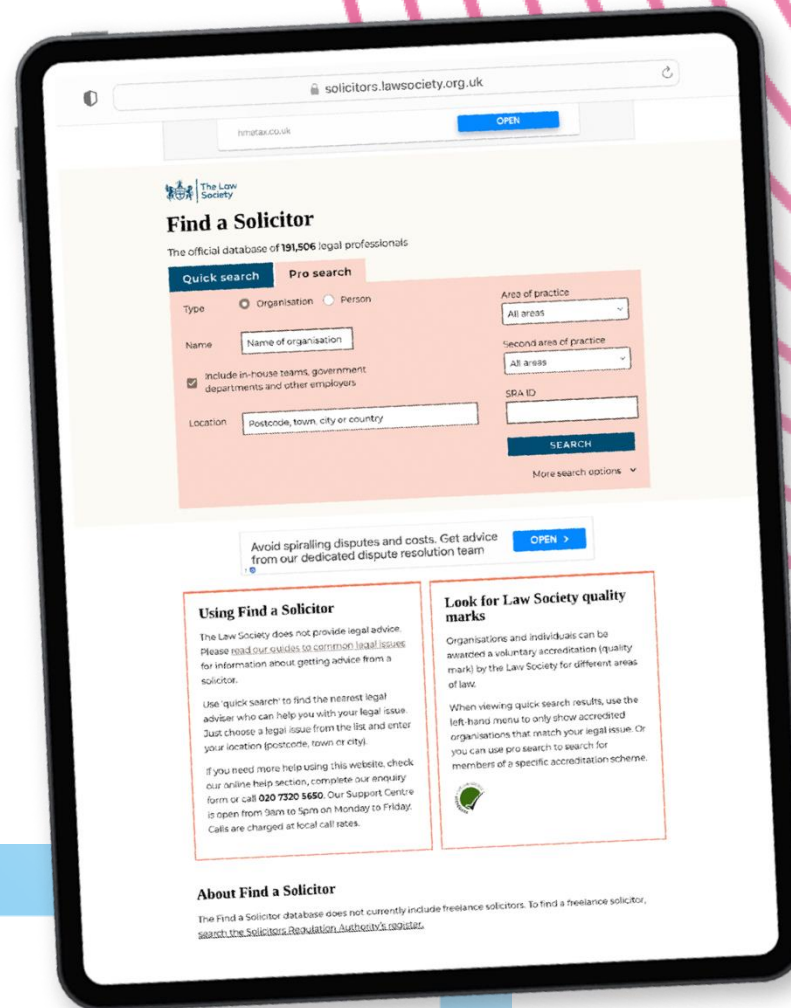 solicitors.lawsociety.org.uk
hmetax.co.uk
OPEN
The Law
Society
Find a Solicitor
The official database of 191,506 legal professionals
Quick search
Pro search
Type
Organisation
Person
Name
Name of organisation
Include in-house teams, government
departments and other employers
Location
Postcode, town, city or country
Area of practice
All areas
Second area of practice
All areas
SRA ID
SEARCH
More search options
Avoid spiralling disputes and costs. Get advice
from our dedicated dispute resolution team
OPEN >
Using Find a Solicitor
The Law Society does not provide legal advice.
Please read our guides to common legal issues
for information about getting advice from a
solicitor.
Use 'quick search' to find the nearest legal
adviser who can help you with your legal issue.
Just choose a legal issue from the list and enter
your location (postcode, town or city).
If you need more help using this website, check
our online help section, complete our enquiry
form or call 020 7320 5650. Our Support Centre
is open from 9am to 5pm on Monday to Friday.
Calls are charged at local call rates.
Look for Law Society quality
marks
Organisations and individuals can be
awarded a voluntary accreditation (quality
mark) by the Law Society for different areas
of law.
When viewing quick search results, use the
left-hand menu to only show accredited
organisations that match your legal issue. Or
you can use pro search to search for
members of a specific accreditation scheme.
About Find a Solicitor
The Find a Solicitor database does not currently include freelance solicitors. To find a freelance solicitor,
search the Solicitors Regulation Authority's register.